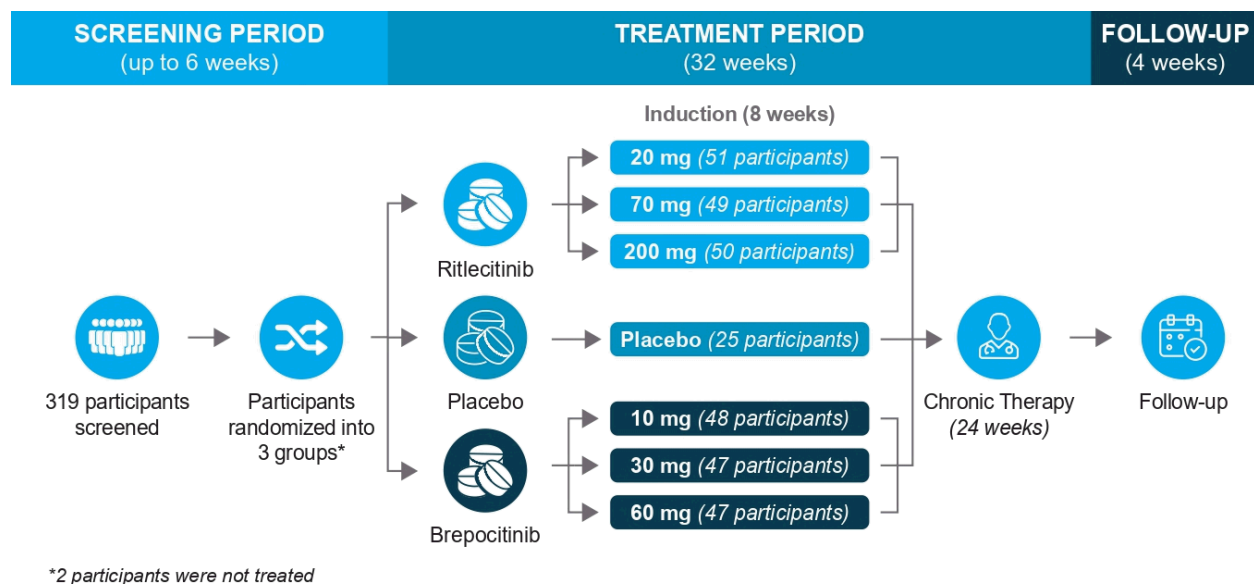 SCREENING PERIOD
(up to 6 weeks)
TREATMENT PERIOD
(32 weeks)
FOLLOW-UP
(4 weeks)
Induction (8 weeks)
20 mg (51 participants)
70 mg (49 participants)
200 mg (50 participants)
Ritlecitinib
Placebo (25 participants)
319 participants
screened
Participants
randomized into
3 groups*
Placebo
Chronic Therapy
(24 weeks)
Follow-up
10 mg (48 participants)
30 mg (47 participants)
60 mg (47 participants)
Brepocitinib
*2 participants were not treated